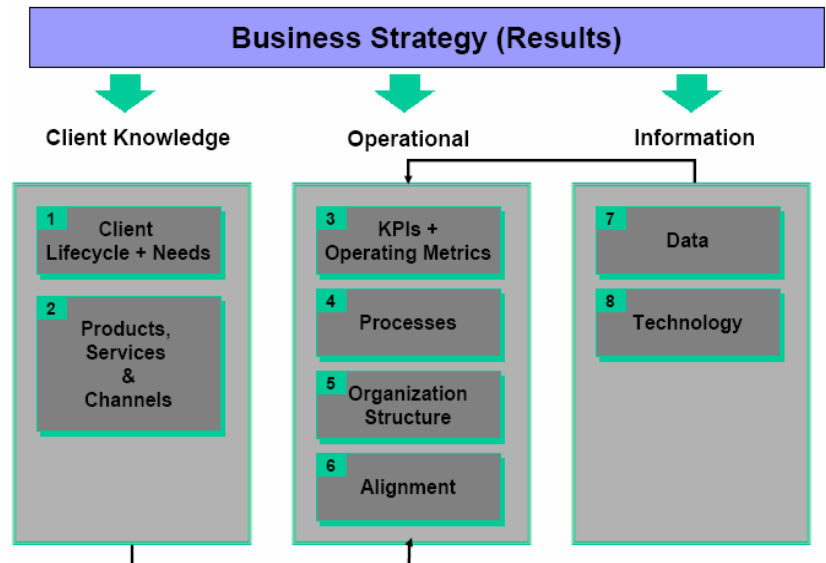 Business Strategy (Results)
Client Knowledge
Operational
Information
1
Client
Lifecycle + Needs
2
Products,
Services
&
Channels
3
KPIs +
Operating Metrics
4
Processes
5
Organization
Structure
6
Alignment
7
Data
8
Technology